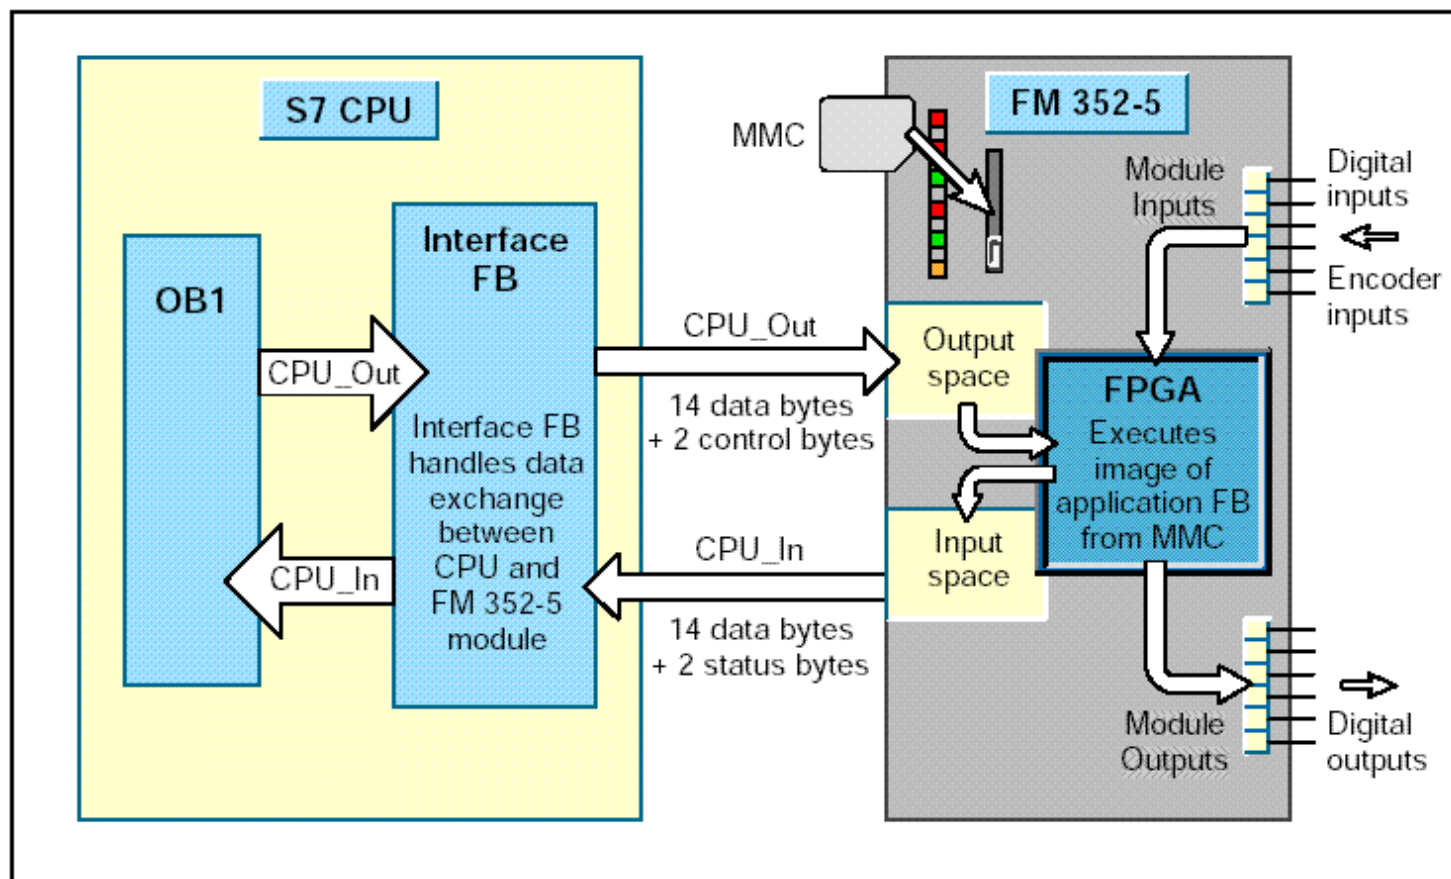 S7 CPU
OB1
CPU_Out
CPU_In
Interface
FB
Interface FB
handles data
exchange
between
CPU and
FM 352-5
module
CPU_Out
14 data bytes
+ 2 control bytes
CPU_In
14 data bytes
+ 2 status bytes
MMC
FM 352-5
Module
Inputs
Digital
inputs
Encoder
inputs
Output
space
FPGA
Executes
image of
application FB
from MMC
Input
space
Module
Outputs
Digital
outputs